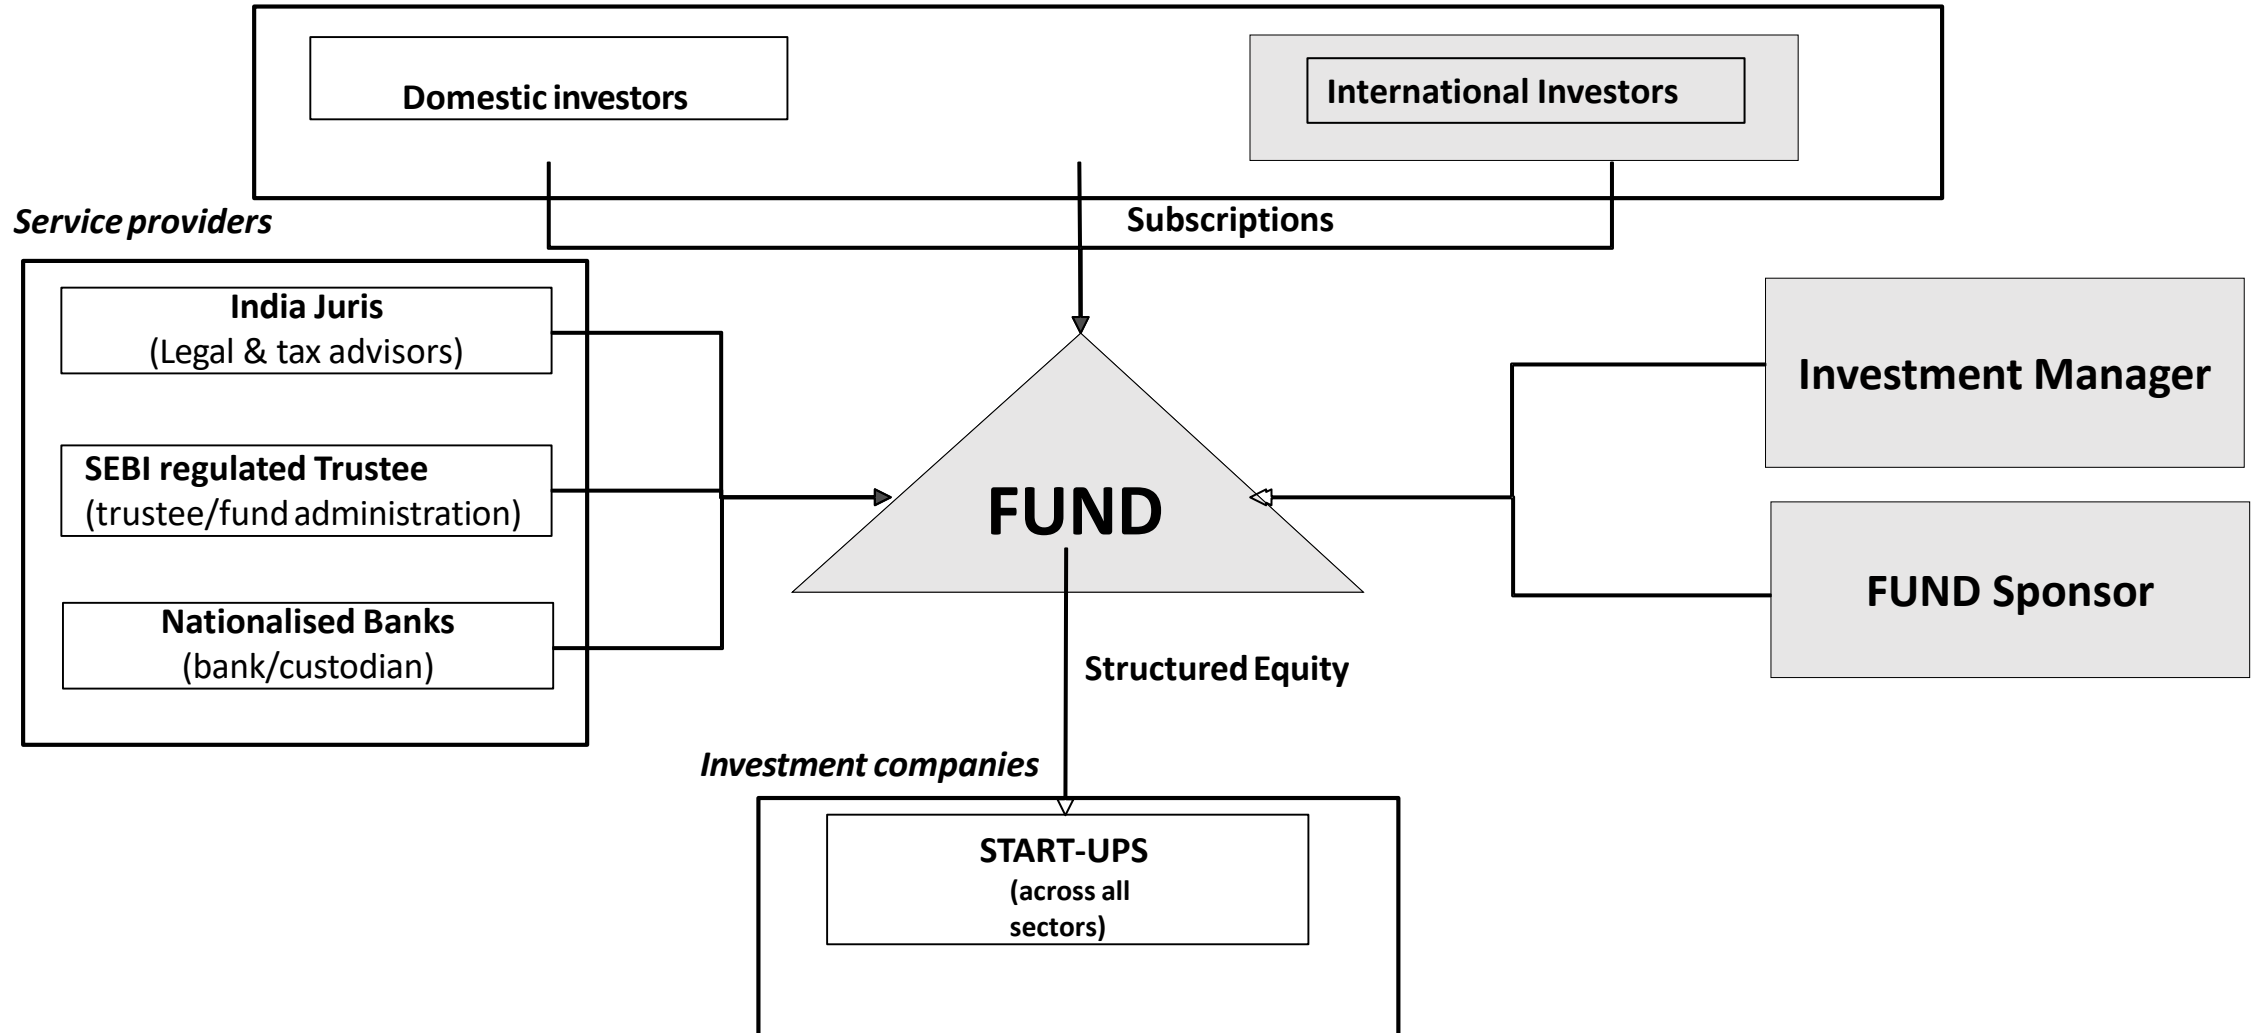 Domestic investors
International Investors
Service providers
Subscriptions
India Juris
(Legal & tax advisors)
SEBI regulated Trustee
(trustee/fund administration)
Nationalised Banks
(bank/custodian)
FUND
Investment Manager
FUND Sponsor
Structured Equity
Investment companies
START-UPS
(across all
sectors)